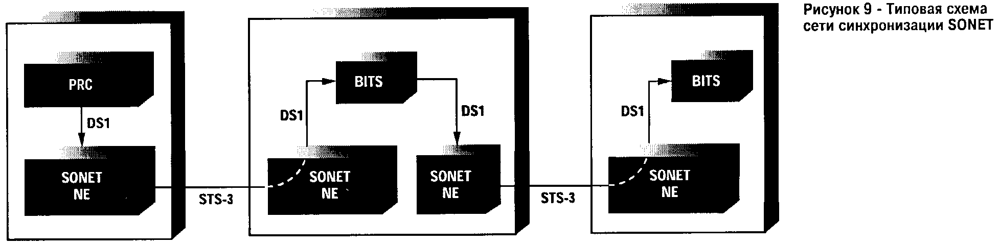 Рисунок 9 - Типовая схема
сети синхронизации SONET
PRC
DS1
SONET
NE
STS-3
BITS
DS1
DS1
SONET
NE
SONET
NE
STS-3
BITS
DS1
SONET
NE